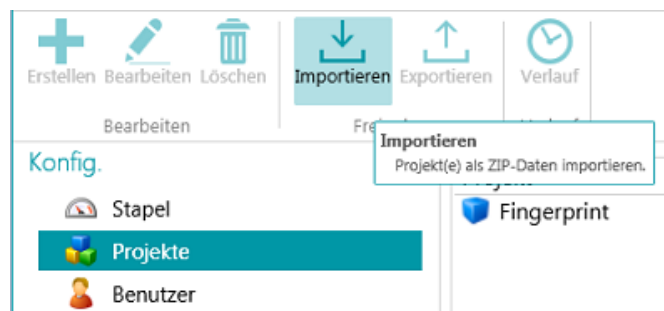 Erstellen Bearbeiten Löschen Importieren Exportieren Verlauf
Bearbeiten
Importieren
Projekt(e) als ZIP-Daten importieren.
Konfig.
Stapel
Fingerprint
Projekte
Benutzer